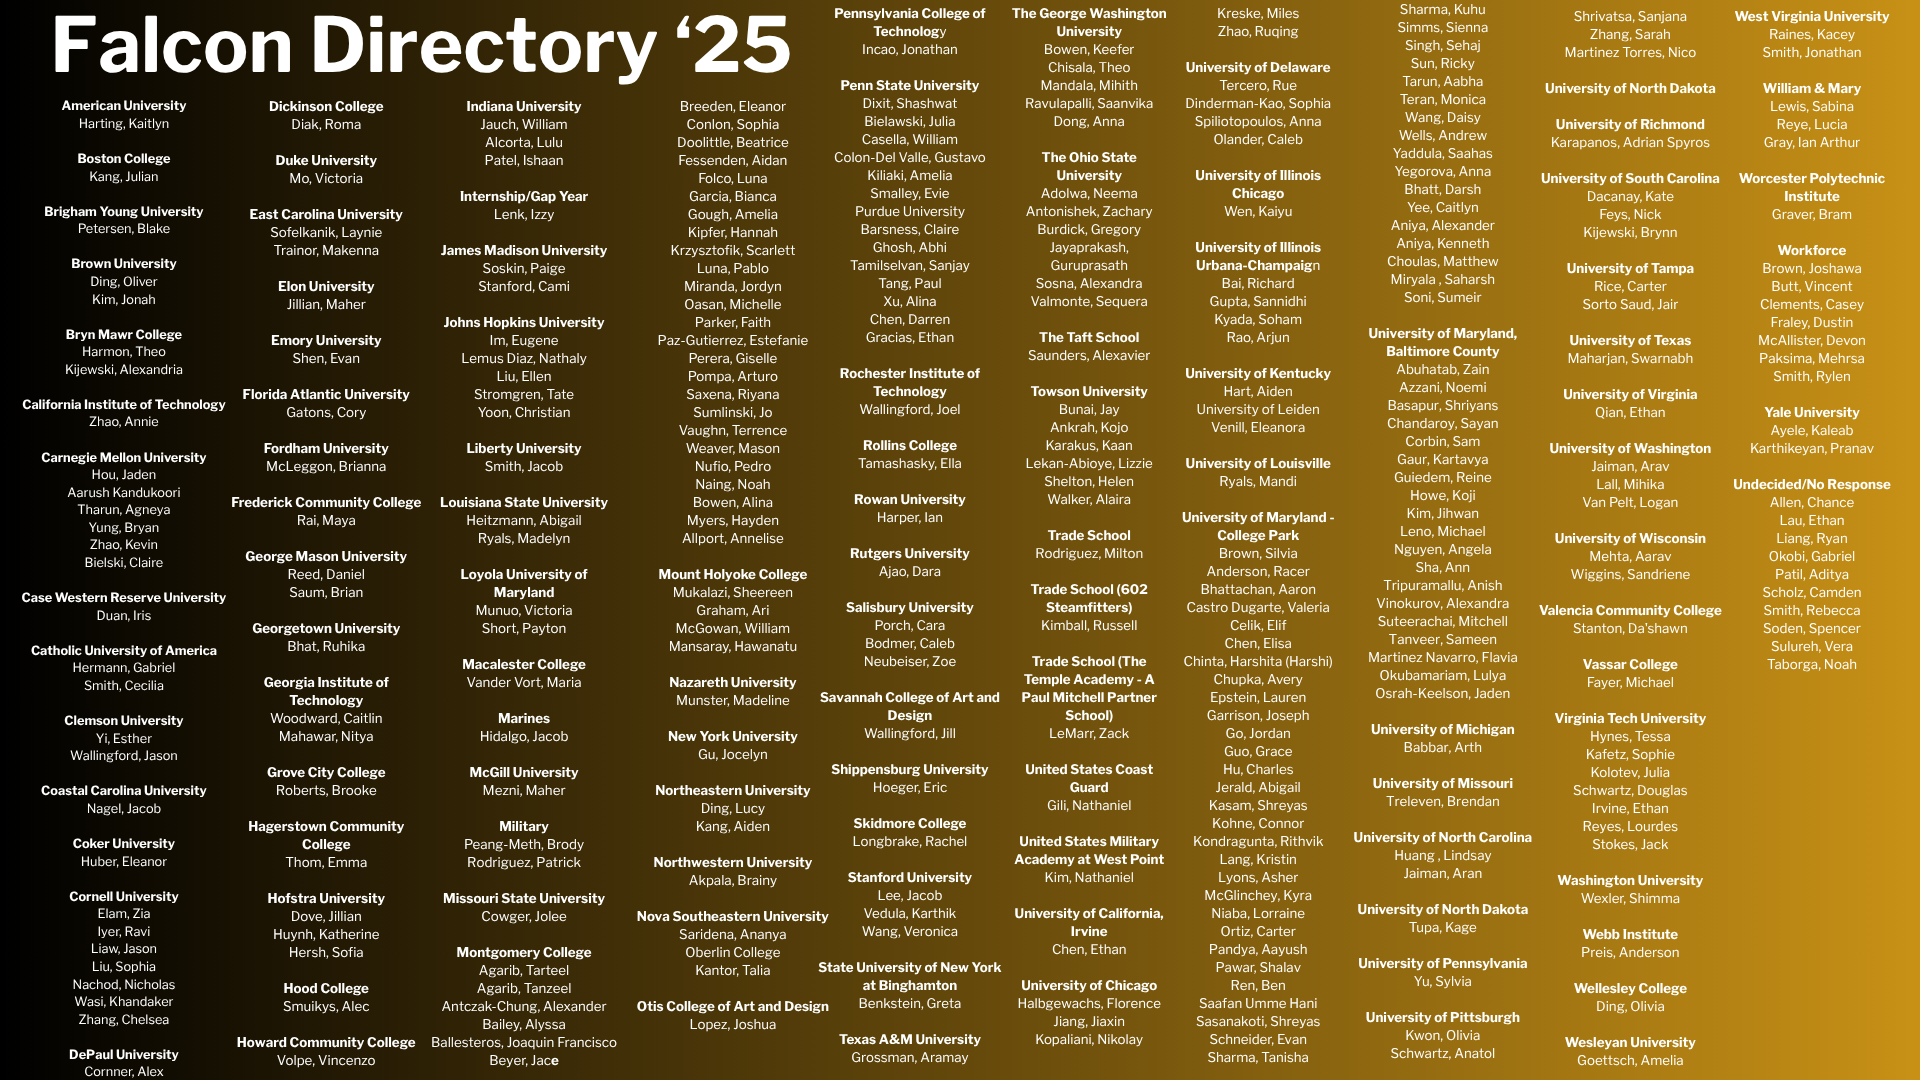 Falcon Directory ‘25
American University
Harting, Kaitlyn
Boston College
Kang, Julian
Brigham Young University
Petersen, Blake
Brown University
Ding, Oliver
Kim, Jonah
Bryn Mawr College
Harmon, Theo
Kijewski, Alexandria
California Institute of Technology
Zhao, Annie
Carnegie Mellon University
Hou, Jaden
Aarush Kandukoori
Tharun, Agneya
Yung, Bryan
Zhao, Kevin
Bielski, Claire
Case Western Reserve University
Duan, Iris
Catholic University of America
Hermann, Gabriel
Smith, Cecilia
Clemson University
Yi, Esther
Wallingford, Jason
Coastal Carolina University
Nagel, Jacob
Coker University
Huber, Eleanor
Cornell University
Elam, Zia
Iyer, Ravi
Liaw, Jason
Liu, Sophia
Nachod, Nicholas
Wasi, Khandaker
Zhang, Chelsea
DePaul University
Cornner, Alex
Dickinson College
Diak, Roma
Duke University
Mo, Victoria
East Carolina University
Sofelkanik, Laynie
Trainor, Makenna
Elon University
Jillian, Maher
Emory University
Shen, Evan
Florida Atlantic University
Gatons, Cory
Fordham University
McLeggon, Brianna
Frederick Community College
Rai, Maya
George Mason University
Reed, Daniel
Saum, Brian
Georgetown University
Bhat, Ruhika
Georgia Institute of
Technology
Woodward, Caitlin
Mahawar, Nitya
Grove City College
Roberts, Brooke
Hagerstown Community
College
Thom, Emma
Hofstra University
Dove, Jillian
Huynh, Katherine
Hersh, Sofia
Hood College
Smuikys, Alec
Howard Community College
Volpe, Vincenzo
Indiana University
Jauch, William
Alcorta, Lulu
Patel, Ishaan
Internship/Gap Year
Lenk, Izzy
James Madison University
Soskin, Paige
Stanford, Cami
Johns Hopkins University
Im, Eugene
Lemus Diaz, Nathaly
Liu, Ellen
Stromgren, Tate
Yoon, Christian
Liberty University
Smith, Jacob
Louisiana State University
Heitzmann, Abigail
Ryals, Madelyn
Loyola University of
Maryland
Munuo, Victoria
Short, Payton
Macalester College
Vander Vort, Maria
Marines
Hidalgo, Jacob
McGill University
Mezni, Maher
Military
Peang-Meth, Brody
Rodriguez, Patrick
Missouri State University
Cowger, Jolee
Montgomery College
Agarib, Tarteel
Agarib, Tanzeel
Antczak-Chung, Alexander
Bailey, Alyssa
Ballesteros, Joaquin Francisco
Beyer, Jace
Breeden, Eleanor
Conlon, Sophia
Doolittle, Beatrice
Fessenden, Aidan
Folco, Luna
Garcia, Bianca
Gough, Amelia
Kipfer, Hannah
Krzysztofik, Scarlett
Luna, Pablo
Miranda, Jordyn
Oasan, Michelle
Parker, Faith
Paz-Gutierrez, Estefanie
Perera, Giselle
Pompa, Arturo
Saxena, Riyana
Sumlinski, Jo
Vaughn, Terrence
Weaver, Mason
Nufio, Pedro
Naing, Noah
Bowen, Alina
Myers, Hayden
Allport, Annelise
Mount Holyoke College
Mukalazi, Sheereen
Graham, Ari
McGowan, William
Mansaray, Hawanatu
Nazareth University
Munster, Madeline
New York University
Gu, Jocelyn
Northeastern University
Ding, Lucy
Kang, Aiden
Northwestern University
Akpala, Brainy
Nova Southeastern University
Saridena, Ananya
Oberlin College
Kantor, Talia
Otis College of Art and Design
Lopez, Joshua
Pennsylvania College of
Technology
Incao, Jonathan
Penn State University
Dixit, Shashwat
Bielawski, Julia
Casella, William
Colon-Del Valle, Gustavo
Kiliaki, Amelia
Smalley, Evie
Purdue University
Barsness, Claire
Ghosh, Abhi
Tamilselvan, Sanjay
Tang, Paul
Xu, Alina
Chen, Darren
Gracias, Ethan
Rochester Institute of
Technology
Wallingford, Joel
Rollins College
Tamashasky, Ella
Rowan University
Harper, Ian
Rutgers University
Ajao, Dara
Salisbury University
Porch, Cara
Bodmer, Caleb
Neubeiser, Zoe
Savannah College of Art and
Design
Wallingford, Jill
Shippensburg University
Hoeger, Eric
Skidmore College
Longbrake, Rachel
Stanford University
Lee, Jacob
Vedula, Karthik
Wang, Veronica
State University of New York
at Binghamton
Benkstein, Greta
Texas A&M University
Grossman, Aramay
The George Washington
University
Bowen, Keefer
Chisala, Theo
Mandala, Mihith
Ravulapalli, Saanvika
Dong, Anna
The Ohio State
University
Adolwa, Neema
Antonishek, Zachary
Burdick, Gregory
Jayaprakash,
Guruprasath
Sosna, Alexandra
Valmonte, Sequera
The Taft School
Saunders, Alexavier
Towson University
Bunai, Jay
Ankrah, Kojo
Karakus, Kaan
Lekan-Abioye, Lizzie
Shelton, Helen
Walker, Alaira
Trade School
Rodriguez, Milton
Trade School (602
Steamfitters)
Kimball, Russell
Trade School (The
Temple Academy - A
Paul Mitchell Partner
School)
LeMarr, Zack
United States Coast
Guard
Gili, Nathaniel
United States Military
Academy at West Point
Kim, Nathaniel
University of California,
Irvine
Chen, Ethan
University of Chicago
Halbgewachs, Florence
Jiang, Jiaxin
Kopaliani, Nikolay
Kreske, Miles
Zhao, Ruqing
University of Delaware
Tercero, Rue
Dinderman-Kao, Sophia
Spiliotopoulos, Anna
Olander, Caleb
University of Illinois
Chicago
Wen, Kaiyu
University of Illinois
Urbana-Champaign
Bai, Richard
Gupta, Sannidhi
Kyada, Soham
Rao, Arjun
University of Kentucky
Hart, Aiden
University of Leiden
Venill, Eleanora
University of Louisville
Ryals, Mandi
University of Maryland -
College Park
Brown, Silvia
Anderson, Racer
Bhattachan, Aaron
Castro Dugarte, Valeria
Celik, Elif
Chen, Elisa
Chinta, Harshita (Harshi)
Chupka, Avery
Epstein, Lauren
Garrison, Joseph
Go, Jordan
Guo, Grace
Hu, Charles
Jerald, Abigail
Kasam, Shreyas
Kohne, Connor
Kondragunta, Rithvik
Lang, Kristin
Lyons, Asher
McGlinchey, Kyra
Niaba, Lorraine
Ortiz, Carter
Pandya, Aayush
Pawar, Shalav
Ren, Ben
Saafan Umme Hani
Sasanakoti, Shreyas
Schneider, Evan
Sharma, Tanisha
Sharma, Kuhu
Simms, Sienna
Singh, Sehaj
Sun, Ricky
Tarun, Aabha
Teran, Monica
Wang, Daisy
Wells, Andrew
Yaddula, Saahas
Yegorova, Anna
Bhatt, Darsh
Yee, Caitlyn
Aniya, Alexander
Aniya, Kenneth
Choulas, Matthew
Miryala , Saharsh
Soni, Sumeir
University of Maryland,
Baltimore County
Abuhatab, Zain
Azzani, Noemi
Basapur, Shriyans
Chandaroy, Sayan
Corbin, Sam
Gaur, Kartavya
Guiedem, Reine
Howe, Koji
Kim, Jihwan
Leno, Michael
Nguyen, Angela
Sha, Ann
Tripuramallu, Anish
Vinokurov, Alexandra
Suteerachai, Mitchell
Tanveer, Sameen
Martinez Navarro, Flavia
Okubamariam, Lulya
Osrah-Keelson, Jaden
University of Michigan
Babbar, Arth
University of Missouri
Treleven, Brendan
University of North Carolina
Huang , Lindsay
Jaiman, Aran
University of North Dakota
Tupa, Kage
University of Pennsylvania
Yu, Sylvia
University of Pittsburgh
Kwon, Olivia
Schwartz, Anatol
Shrivatsa, Sanjana
Zhang, Sarah
Martinez Torres, Nico
University of North Dakota
University of Richmond
Karapanos, Adrian Spyros
University of South Carolina
Dacanay, Kate
Feys, Nick
Kijewski, Brynn
University of Tampa
Rice, Carter
Sorto Saud, Jair
University of Texas
Maharjan, Swarnabh
University of Virginia
Qian, Ethan
University of Washington
Jaiman, Arav
Lall, Mihika
Van Pelt, Logan
University of Wisconsin
Mehta, Aarav
Wiggins, Sandriene
Valencia Community College
Stanton, Da'shawn
Vassar College
Fayer, Michael
Virginia Tech University
Hynes, Tessa
Kafetz, Sophie
Kolotev, Julia
Schwartz, Douglas
Irvine, Ethan
Reyes, Lourdes
Stokes, Jack
Washington University
Wexler, Shimma
Webb Institute
Preis, Anderson
Wellesley College
Ding, Olivia
Wesleyan University
Goettsch, Amelia
West Virginia University
Raines, Kacey
Smith, Jonathan
William & Mary
Lewis, Sabina
Reye, Lucia
Gray, Ian Arthur
Worcester Polytechnic
Institute
Graver, Bram
Workforce
Brown, Joshawa
Butt, Vincent
Clements, Casey
Fraley, Dustin
McAllister, Devon
Paksima, Mehrsa
Smith, Rylen
Yale University
Ayele, Kaleab
Karthikeyan, Pranav
Undecided/No Response
Allen, Chance
Lau, Ethan
Liang, Ryan
Okobi, Gabriel
Patil, Aditya
Scholz, Camden
Smith, Rebecca
Soden, Spencer
Sulureh, Vera
Taborga, Noah